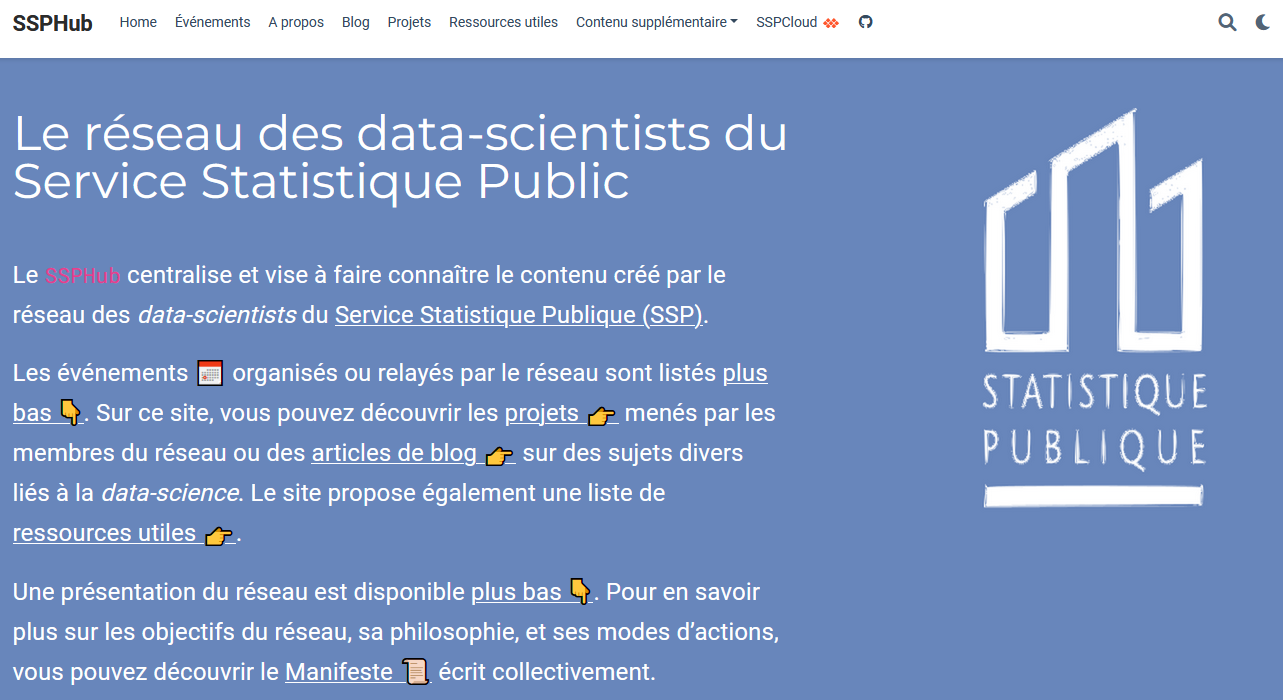 SSPHub Home Événements A propos Blog Projets Ressources utiles Contenu supplémentaire SSPCloud
Le réseau des data-scientists du
Service Statistique Public
Le SSPHub centralise et vise à faire connaître le contenu créé par le
réseau des data-scientists du Service Statistique Publique (SSP).
Les événements 📅 organisés ou relayés par le réseau sont listés plus
bas 👇. Sur ce site, vous pouvez découvrir les projets 👉 menés par les
membres du réseau ou des articles de blog 👉 sur des sujets divers
liés à la data-science. Le site propose également une liste de
ressources utiles 👉.
Une présentation du réseau est disponible plus bas 👇. Pour en savoir
plus sur les objectifs du réseau, sa philosophie, et ses modes d’actions,
vous pouvez découvrir le Manifeste 📜 écrit collectivement.
STATISTIQUE
PUBLIQUE